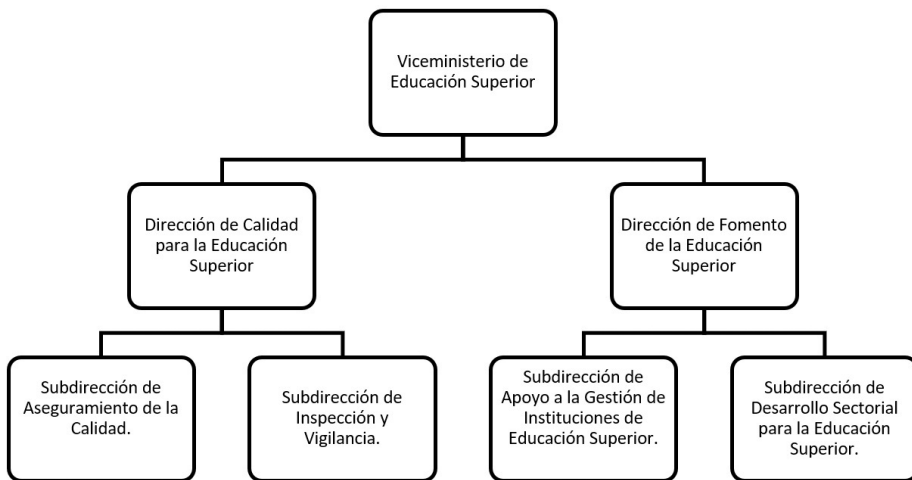 Viceministerio de
Educación Superior
Dirección de Calidad
para la Educación
Superior
Dirección de Fomento
de la Educación
Superior
Subdirección de
Aseguramiento de la
Calidad.
Subdirección de
Inspección y
Vigilancia.
Subdirección de
Apoyo a la Gestión de
Instituciones de
Educación Superior.
Subdirección de
Desarrollo Sectorial
para la Educación
Superior.